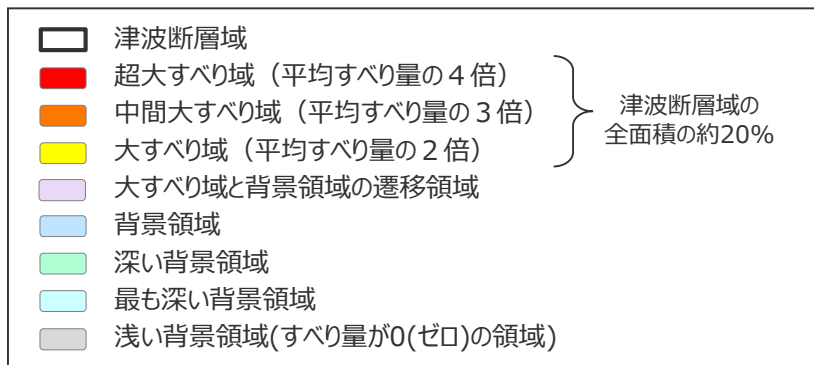 津波断層域
超大すべり域（平均すべり量の４倍）
中間大すべり域（平均すべり量の３倍）
大すべり域（平均すべり量の２倍）
津波断層域の
全面積の約20%
大すべり域と背景領域の遷移領域
背景領域
深い背景領域
最も深い背景領域
浅い背景領域(すべり量が0(ゼロ)の領域)